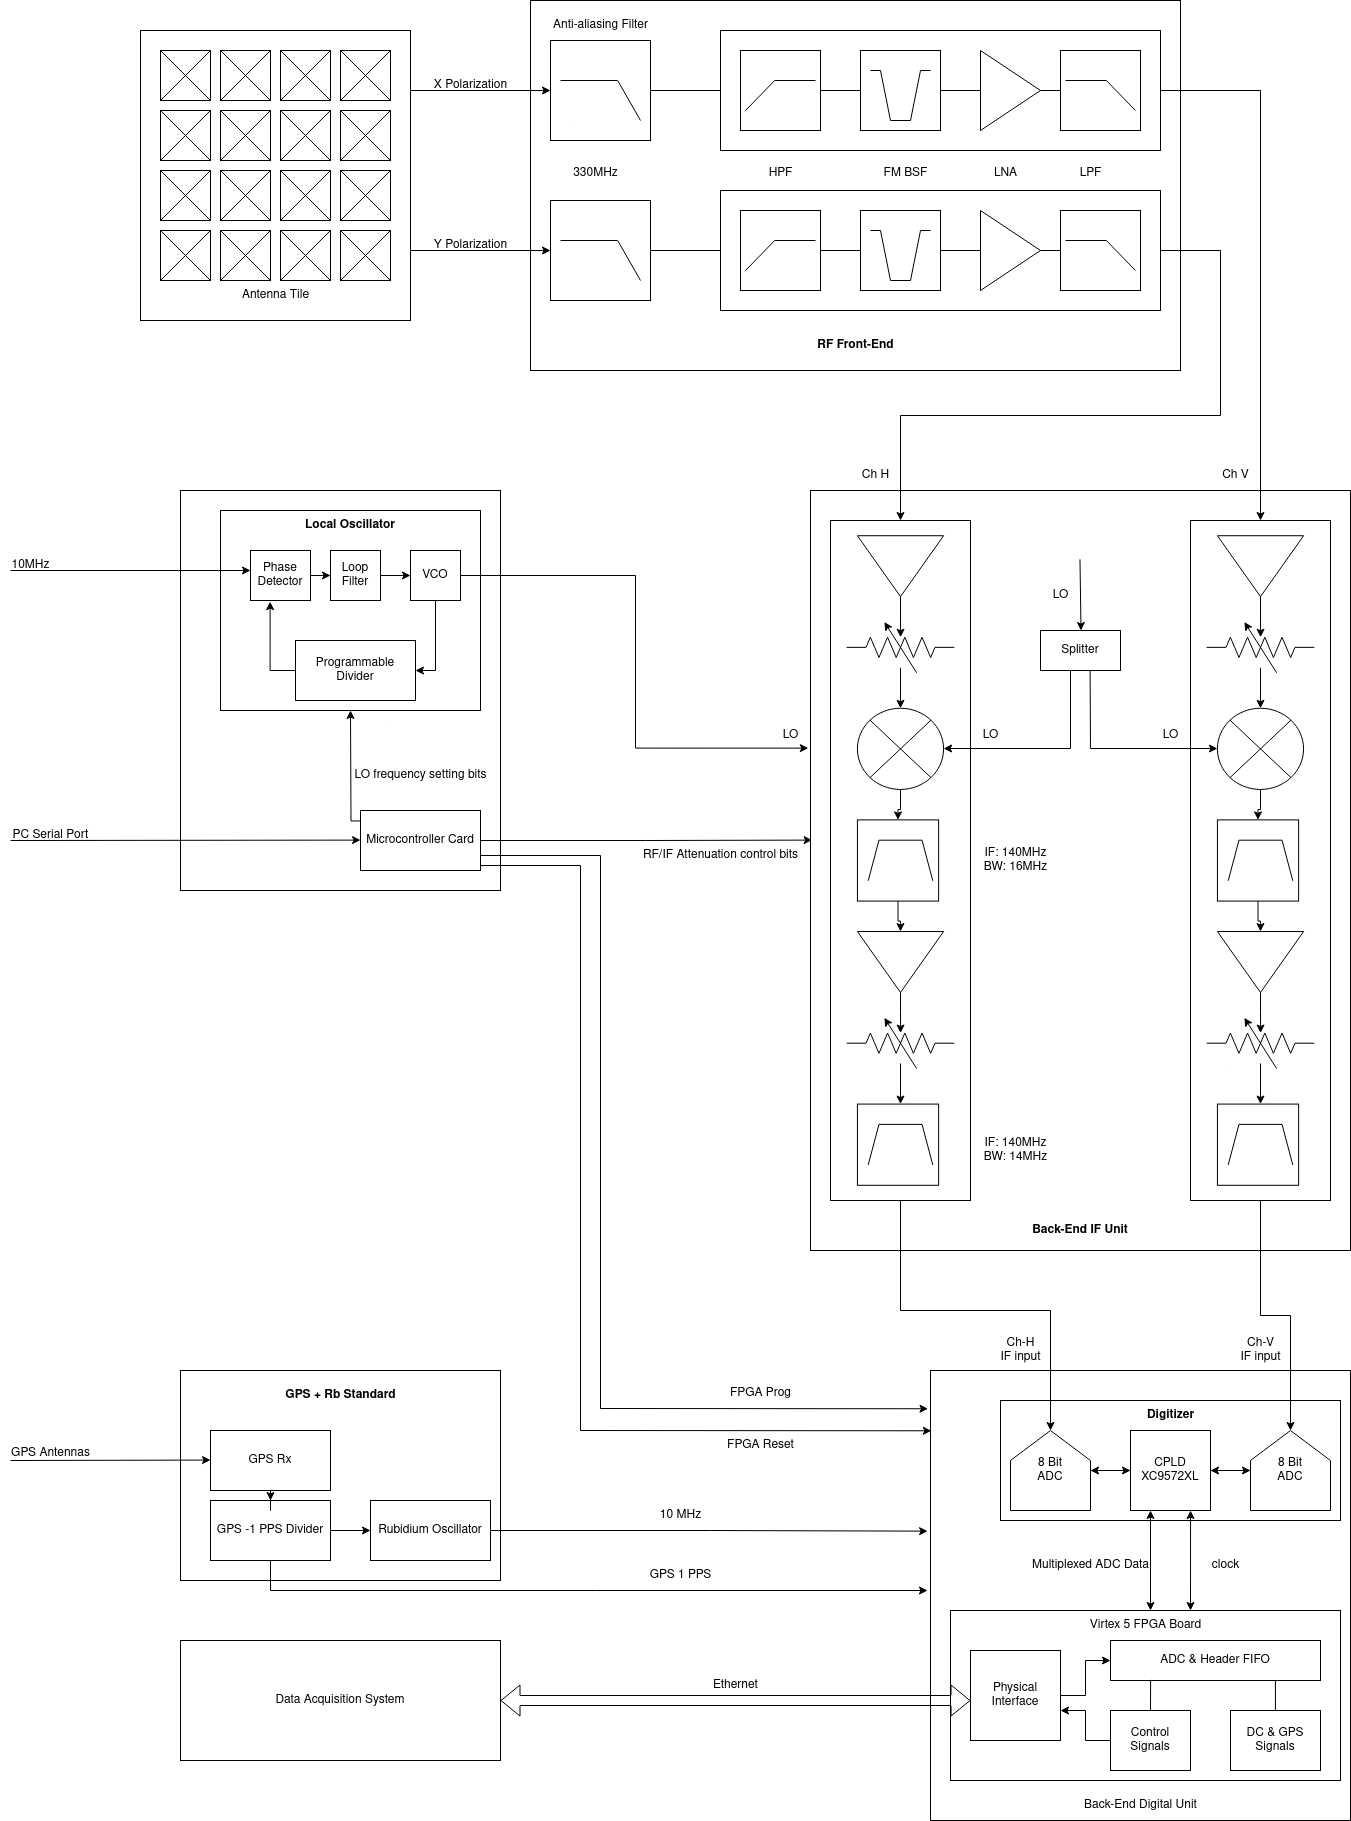 Anti-aliasing Filter
X Polarization
330MHz
HPF
FM BSF
LNA
LPF
Y Polarization
Antenna Tile
RF Front-End
Ch H
Ch V
Local Oscillator
10MHz
Phase
Detector
Loop
Filter
VCO
LO
Splitter
Programmable
Divider
LO
LO
LO
LO frequency setting bits
PC Serial Port
Microcontroller Card
RF/IF Attenuation control bits
IF: 140MHz
BW: 16MHz
IF: 140MHz
BW: 14MHz
Back-End IF Unit
Ch-H
IF input
Ch-V
IF input
GPS + Rb Standard
FPGA Prog
FPGA Reset
Digitizer
GPS Antennas
GPS Rx
8 Bit
ADC
CPLD
XC9572XL
8 Bit
ADC
GPS -1 PPS Divider
Rubidium Oscillator
10 MHz
GPS 1 PPS
Multiplexed ADC Data
clock
Virtex 5 FPGA Board
ADC & Header FIFO
Data Acquisition System
Ethernet
Physical
Interface
Control
Signals
DC & GPS
Signals
Back-End Digital Unit